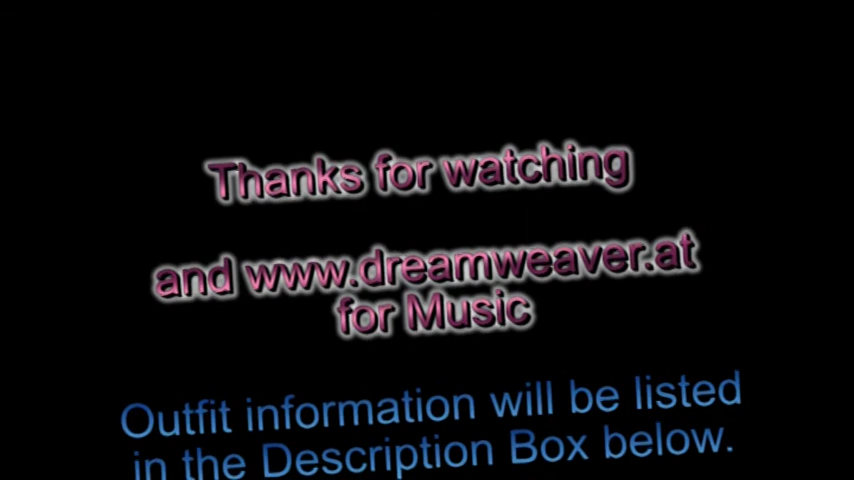 Thanks for watching
and www.dreamweaver.at
for Music
Outfit information will be listed
in the Description Box below.